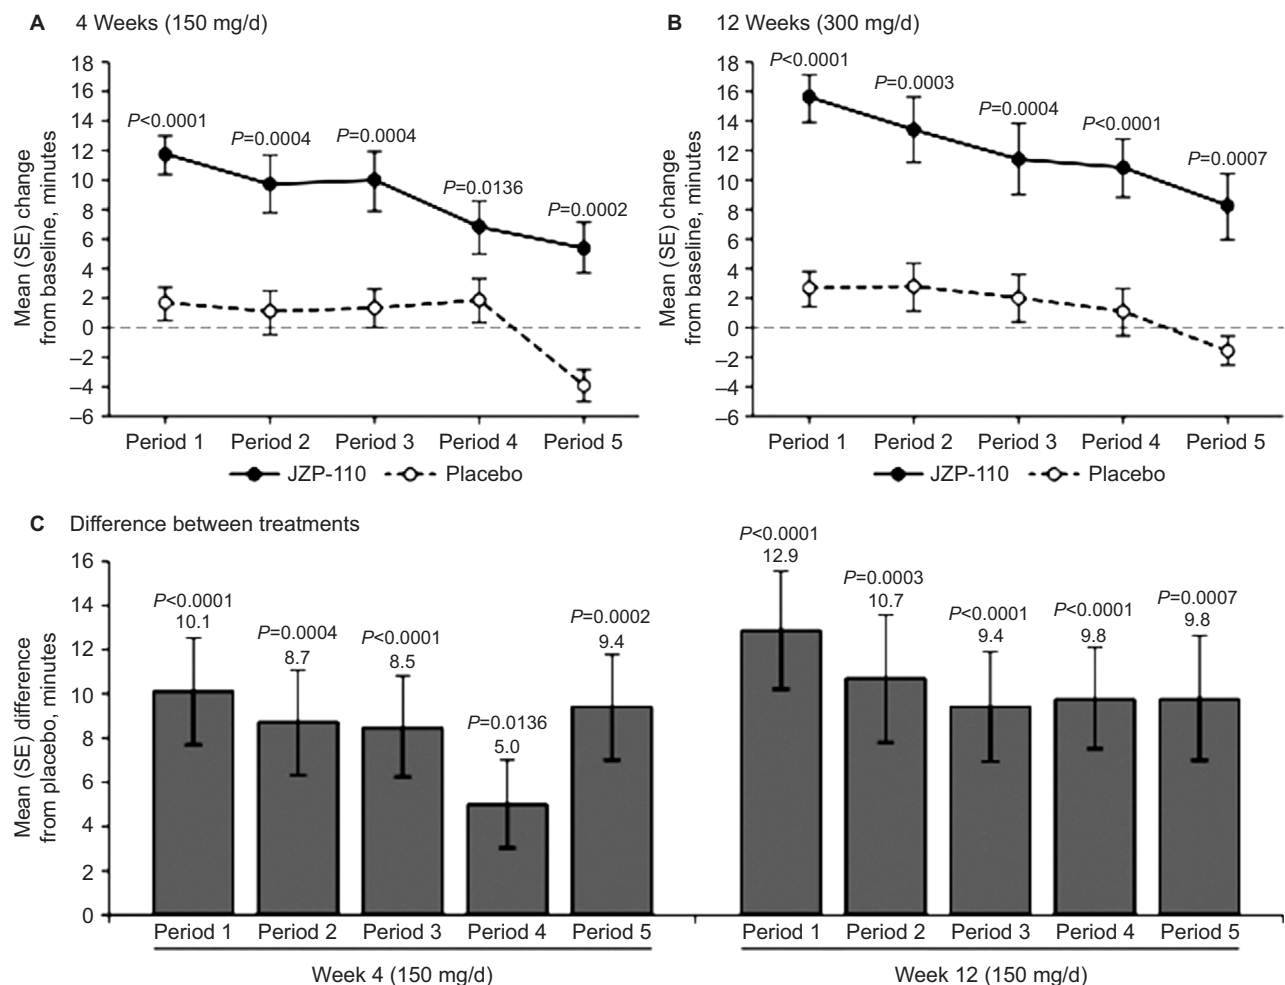 A 4 Weeks (150 mg/d)
Mean (SE) change
from baseline, minutes
18
16
14
12
10
8
6
4
2
0
–2
–4
–6
P<0.0001
P=0.0004
P=0.0004
P=0.0136
P=0.0002
Period 1 Period 2 Period 3 Period 4 Period 5
JZP-110 Placebo
B 12 Weeks (300 mg/d)
Mean (SE) change
from baseline, minutes
18
16
14
12
10
8
6
4
2
0
–2
–4
–6
P<0.0001
P=0.0003
P=0.0004
P<0.0001
P=0.0007
Period 1 Period 2 Period 3 Period 4 Period 5
JZP-110 Placebo
C Difference between treatments
Mean (SE) difference
from placebo, minutes
16
14
12
10
8
6
4
2
0
P<0.0001
10.1
P=0.0004
8.7
P<0.0001
8.5
P=0.0136
5.0
P=0.0002
9.4
P<0.0001
12.9
P=0.0003
10.7
P<0.0001
9.4
P<0.0001
9.8
P=0.0007
9.8
Period 1 Period 2 Period 3 Period 4 Period 5
Week 4 (150 mg/d)
Period 1 Period 2 Period 3 Period 4 Period 5
Week 12 (150 mg/d)